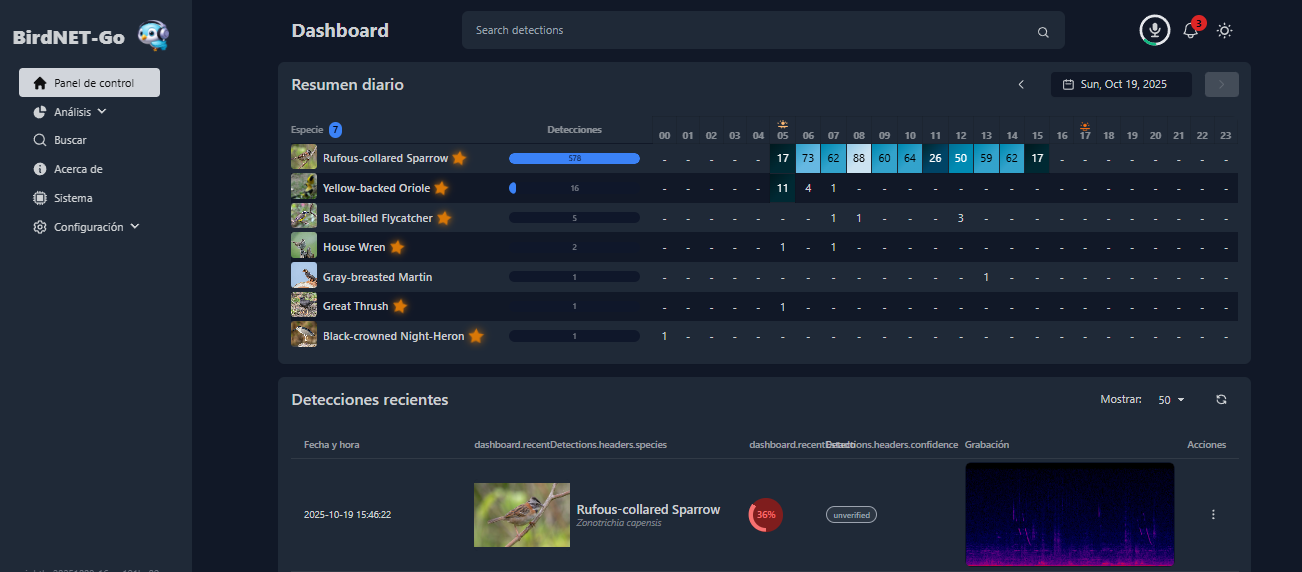 BirdNET-Go
Dashboard
Search detections
3
Panel de control
Análisis
Buscar
Acerca de
Sistema
Configuración
Resumen diario
Sun, Oct 19, 2025
Especie 7 Detecciones 00 01 02 03 04 05 06 07 08 09 10 11 12 13 14 15 16 17 18 19 20 21 22 23
Rufous-collared Sparrow 578 - - - - - 17 73 62 88 60 64 26 50 59 62 17 - - - - - - - -
Yellow-backed Oriole 16 - - - - - 11 4 1 - - - - - - - - - - - - - - - -
Boat-billed Flycatcher 5 - - - - - - - 1 1 - - - 3 - - - - - - - - - - -
House Wren 2 - - - - - 1 - 1 - - - - - - - - - - - - - - - -
Gray-breasted Martin 1 - - - - - - - - - - - - - 1 - - - - - - - - - -
Great Thrush 1 - - - - - 1 - - - - - - - - - - - - - - - - - -
Black-crowned Night-Heron 1 1 - - - - - - - - - - - - - - - - - - - - - - -
Detecciones recientes
Mostrar: 50
Fecha y hora dashboard.recentDetections.headers.species dashboard.recentDetections.headers.confidence Estado Grabación Acciones
2025-10-19 15:46:22
Rufous-collared Sparrow
Zonotrichia capensis
36%
unverified